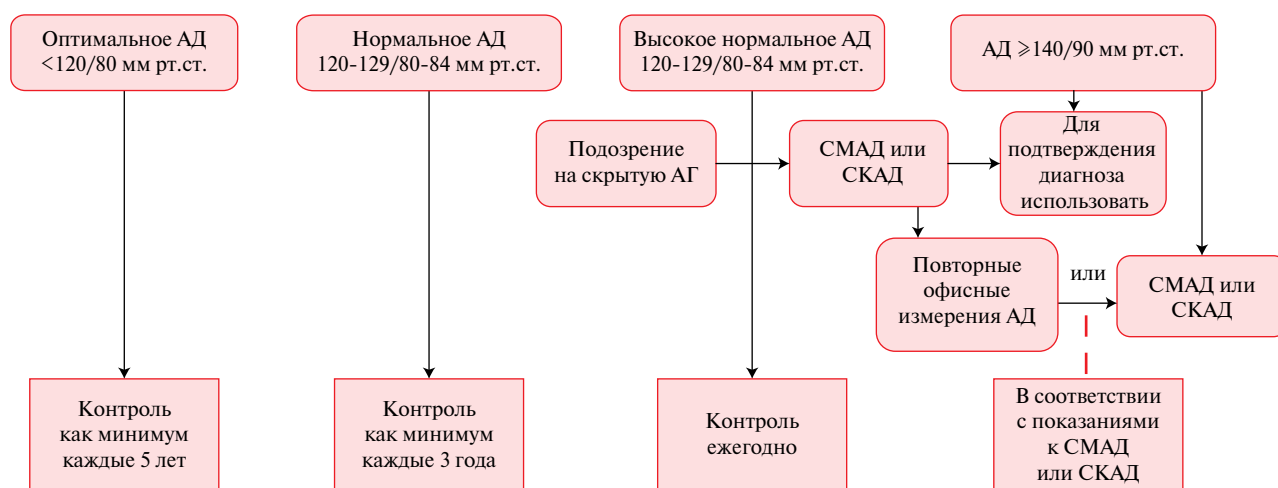 Оптимальное АД
<120/80 мм рт.ст.
Нормальное АД
120-129/80-84 мм рт.ст.
Высокое нормальное АД
120-129/80-84 мм рт.ст.
АД ⩾140/90 мм рт.ст.
Подозрение
на скрытую АГ
СМАД или
СКАД
Для
подтверждения
диагноза
использовать
Повторные
офисные
измерения АД
или
СМАД или
СКАД
Контроль
как минимум
каждые 5 лет
Контроль
как минимум
каждые 3 года
Контроль
ежегодно
В соответствии
с показаниями
к СМАД
или СКАД